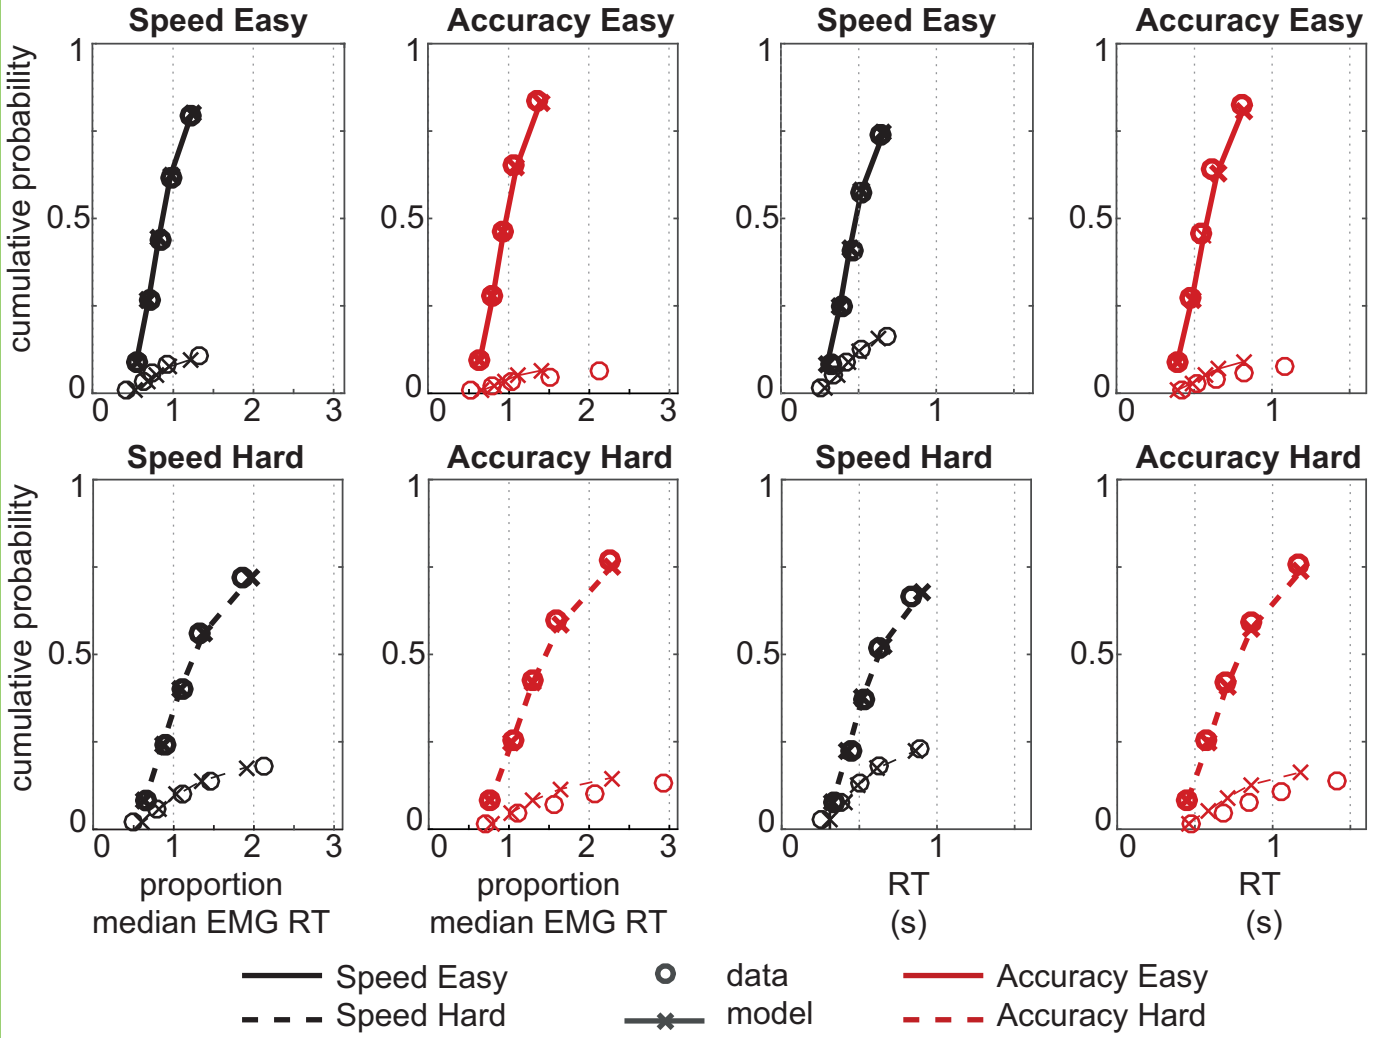 Speed Easy Accuracy Easy Speed Easy Accuracy Easy
cumulative probability
1 1 1 1
0.5 0.5 0.5 0.5
0 0 0 0
0 1 2 3 0 1 2 3 0 1 0 1
Speed Hard Accuracy Hard Speed Hard Accuracy Hard
cumulative probability
1 1 1 1
0.5 0.5 0.5 0.5
0 0 0 0
0 1 2 3 0 1 2 3 0 1 0 1
proportion proportion RT RT
median EMG RT median EMG RT (s) (s)
Speed Easy data Accuracy Easy
Speed Hard model Accuracy Hard